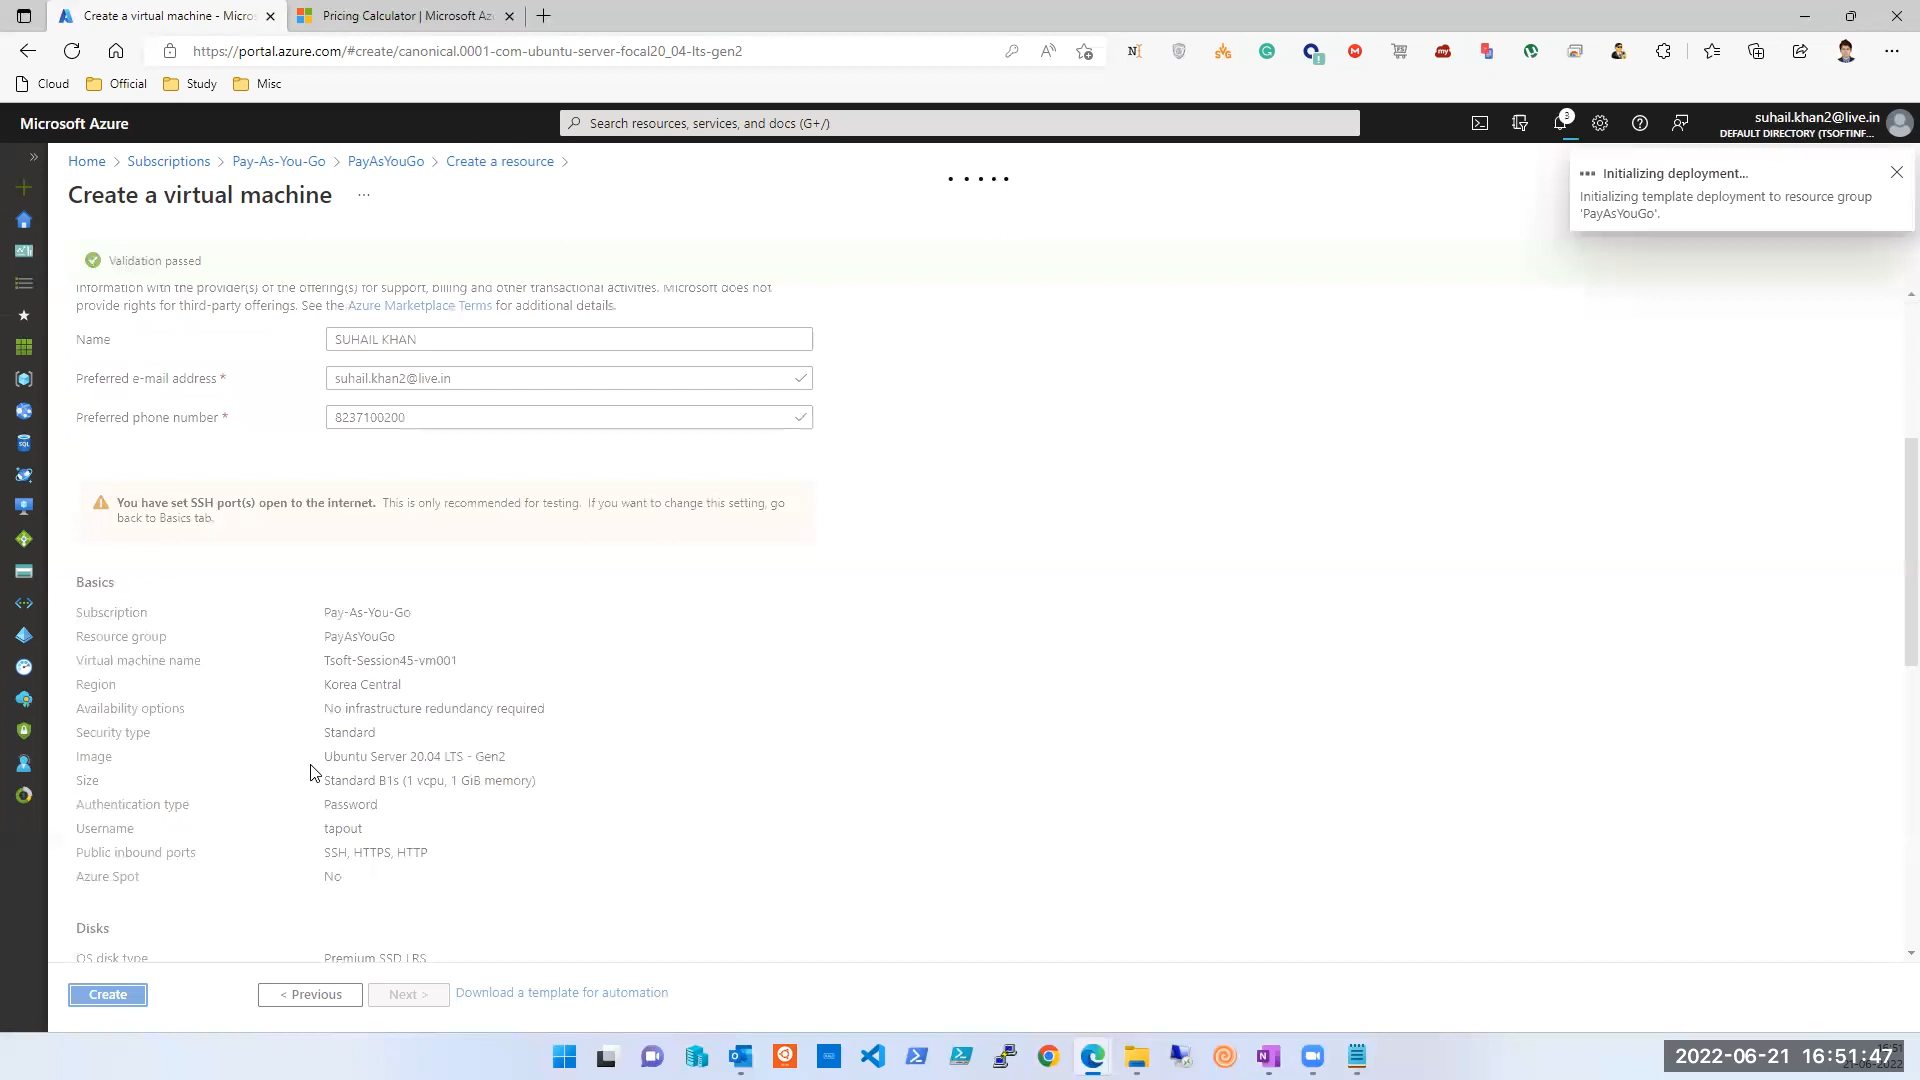 Create a virtual machine - Micros
Pricing Calculator | Microsoft Az
https://portal.azure.com/#create/canonical.0001-com-ubuntu-server-focal20_04-lts-gen2
Cloud
Official
Study
Misc
Microsoft Azure
Search resources, services, and docs (G+/)
3
suhail.khan2@live.in
DEFAULT DIRECTORY (TSOFTINF...
Home > Subscriptions > Pay-As-You-Go > PayAsYouGo > Create a resource >
Create a virtual machine ...
Initializing deployment...
Initializing template deployment to resource group
'PayAsYouGo'.
Validation passed
information with the provider(s) of the offering(s) for support, billing and other transactional activities. Microsoft does not
provide rights for third-party offerings. See the Azure Marketplace Terms for additional details.
Name
SUHAIL KHAN
Preferred e-mail address *
suhail.khan2@live.in
Preferred phone number *
8237100200
You have set SSH port(s) open to the internet. This is only recommended for testing. If you want to change this setting, go
back to Basics tab.
Basics
Subscription
Pay-As-You-Go
Resource group
PayAsYouGo
Virtual machine name
Tsoft-Session45-vm001
Region
Korea Central
Availability options
No infrastructure redundancy required
Security type
Standard
Image
Ubuntu Server 20.04 LTS - Gen2
Size
Standard B1s (1 vcpu, 1 GiB memory)
Authentication type
Password
Username
tapout
Public inbound ports
SSH, HTTPS, HTTP
Azure Spot
No
Disks
OS disk type
Premium SSD LRS
Create
< Previous
Next >
Download a template for automation
2022-06-21 16:51:47